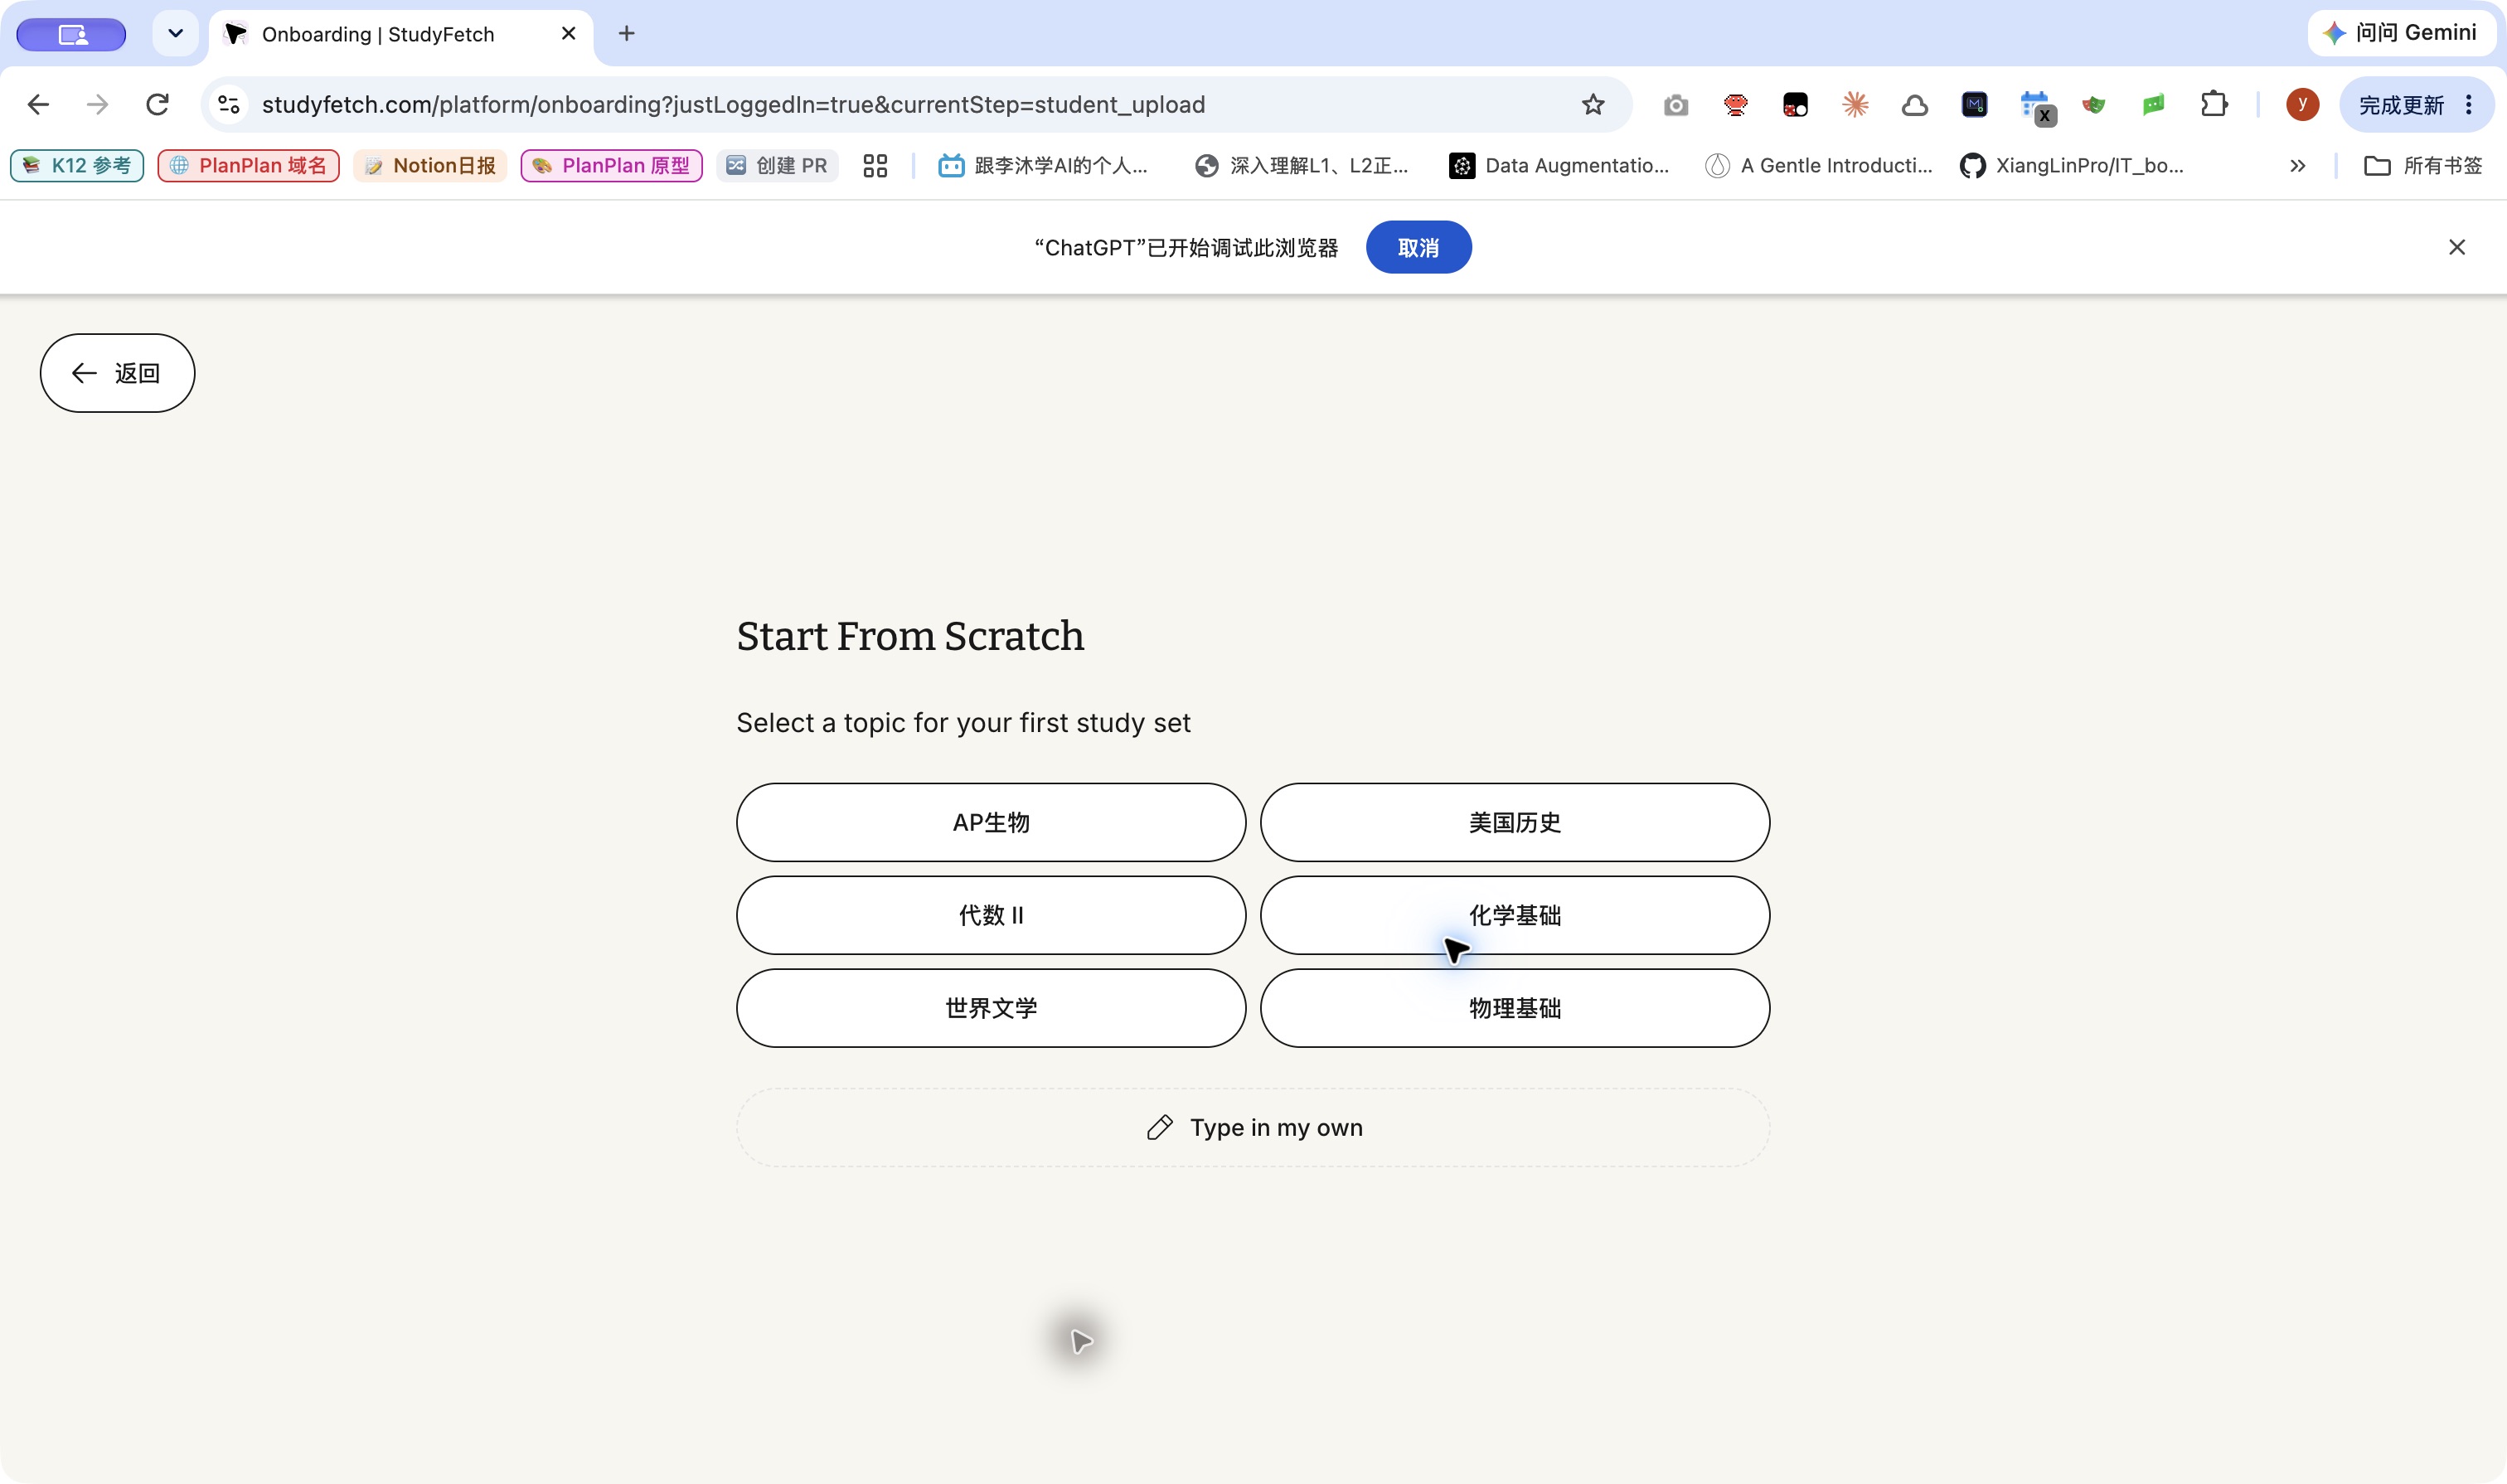 Onboarding | StudyFetch
问问 Gemini
studyfetch.com/platform/onboarding?justLoggedIn=true&currentStep=student_upload
X
y
完成更新
K12 参考
PlanPlan 域名
Notion日报
PlanPlan 原型
创建 PR
跟李沐学AI的个人...
深入理解L1、L2正...
Data Augmentatio...
A Gentle Introducti...
XiangLinPro/IT_bo...
所有书签
“ChatGPT”已开始调试此浏览器
取消
返回
Start From Scratch
Select a topic for your first study set
AP生物
美国历史
代数 II
化学基础
世界文学
物理基础
Type in my own